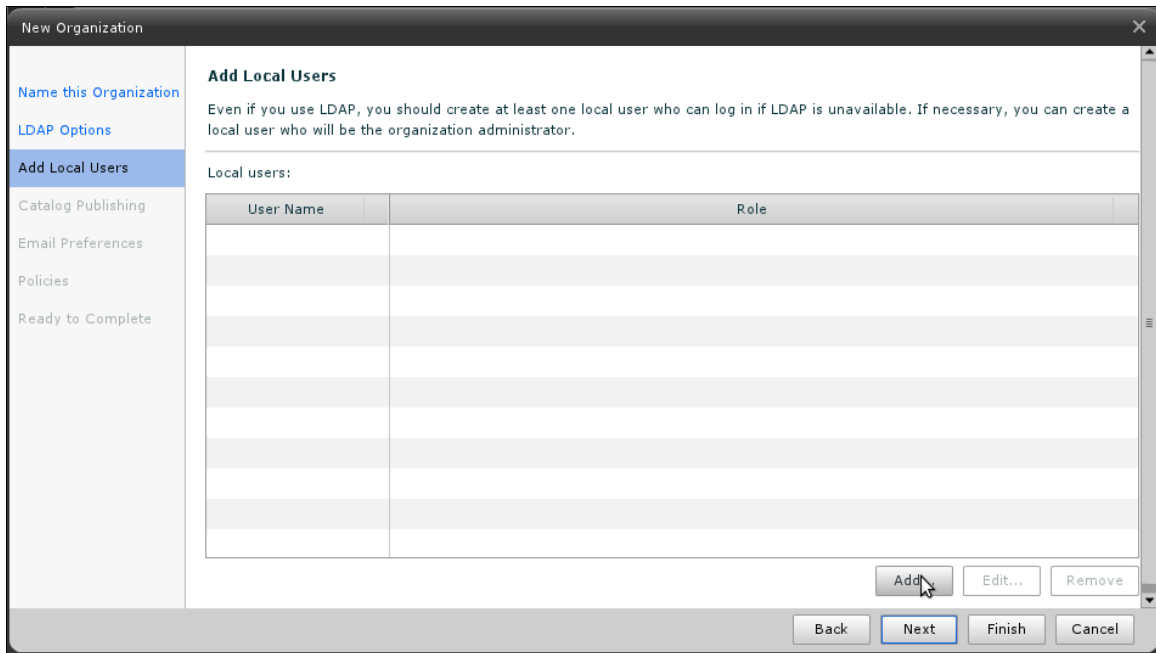 New Organization
Name this Organization
LDAP Options
Add Local Users
Catalog Publishing
Email Preferences
Policies
Ready to Complete
Add Local Users
Even if you use LDAP, you should create at least one local user who can log in if LDAP is unavailable. If necessary, you can create a
local user who will be the organization administrator.
Local users:
User Name Role
Add... Edit... Remove
Back Next Finish Cancel